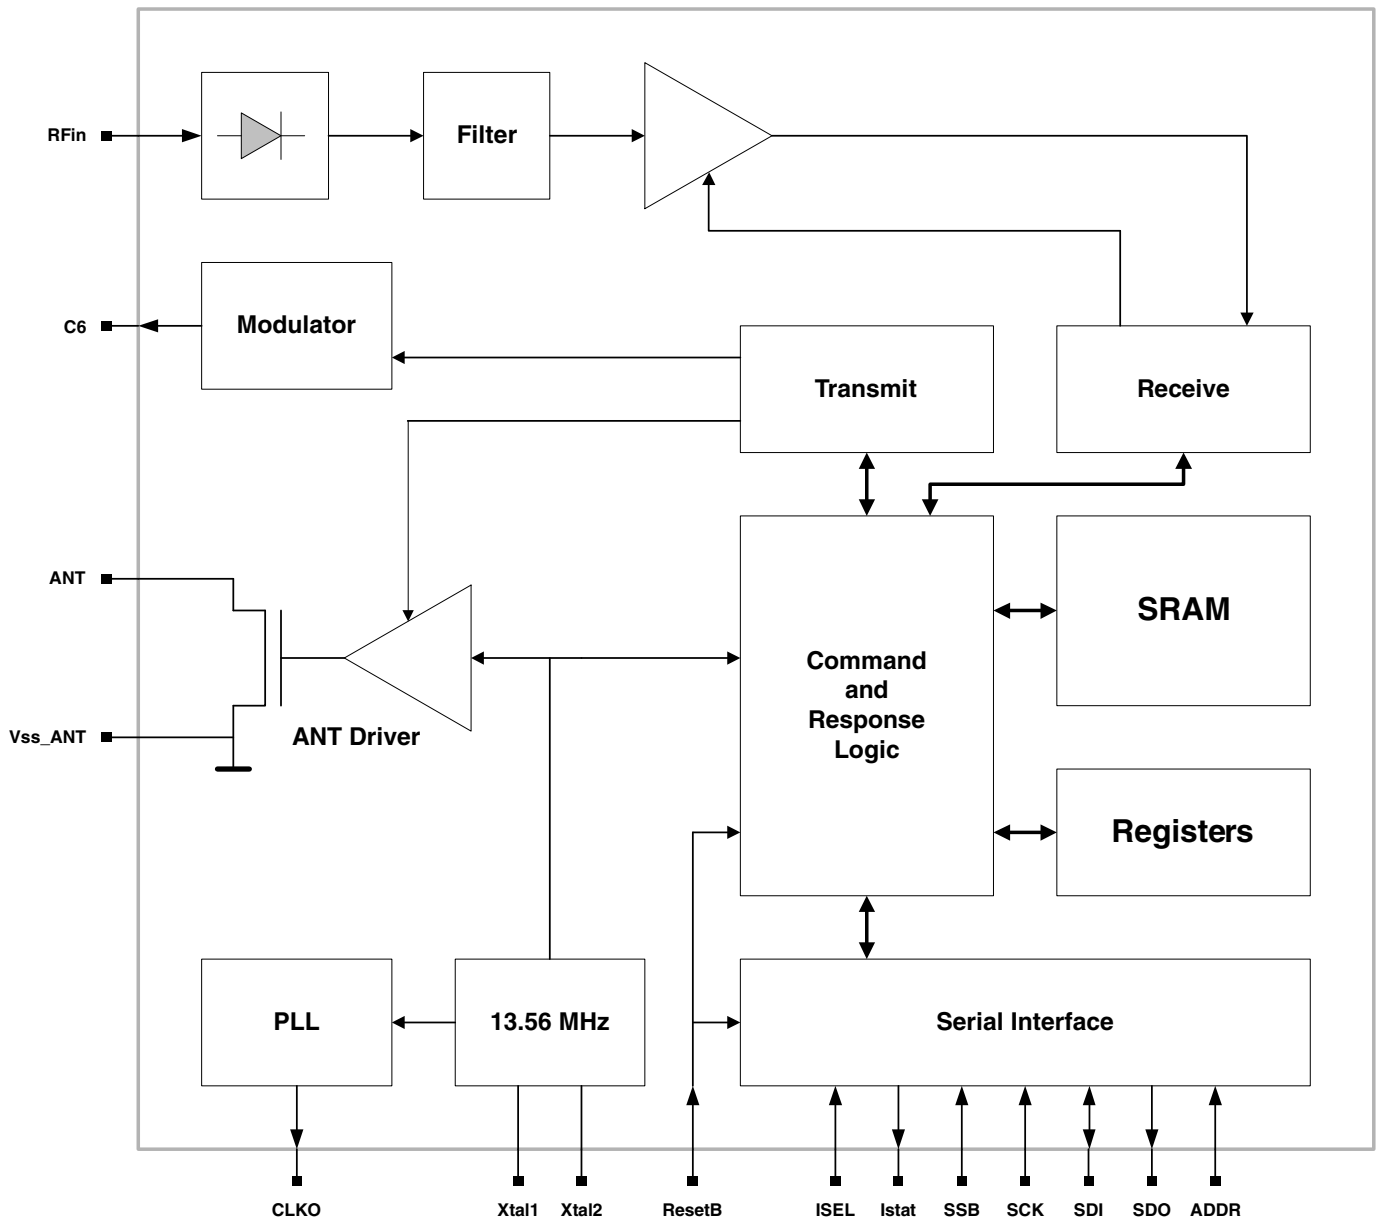 RFin
Filter
C6
Modulator
Transmit
Receive
ANT
SRAM
Command
and
Response
Logic
Vss_ANT
ANT Driver
Registers
PLL
13.56 MHz
Serial Interface
CLKO
Xtal1
Xtal2
ResetB
ISEL
Istat
SSB
SCK
SDI
SDO
ADDR